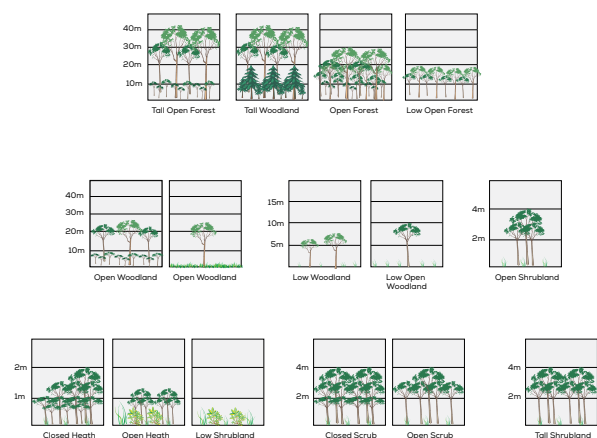 40m
30m
20m
10m
Tall Open Forest
Tall Woodland
Open Forest
Low Open Forest
40m
30m
20m
10m
Open Woodland
Open Woodland
15m
10m
5m
Low Woodland
Low Open
Woodland
4m
2m
Open Shrubland
2m
1m
Closed Heath
Open Heath
Low Shrubland
4m
2m
Closed Scrub
Open Scrub
4m
2m
Tall Shrubland